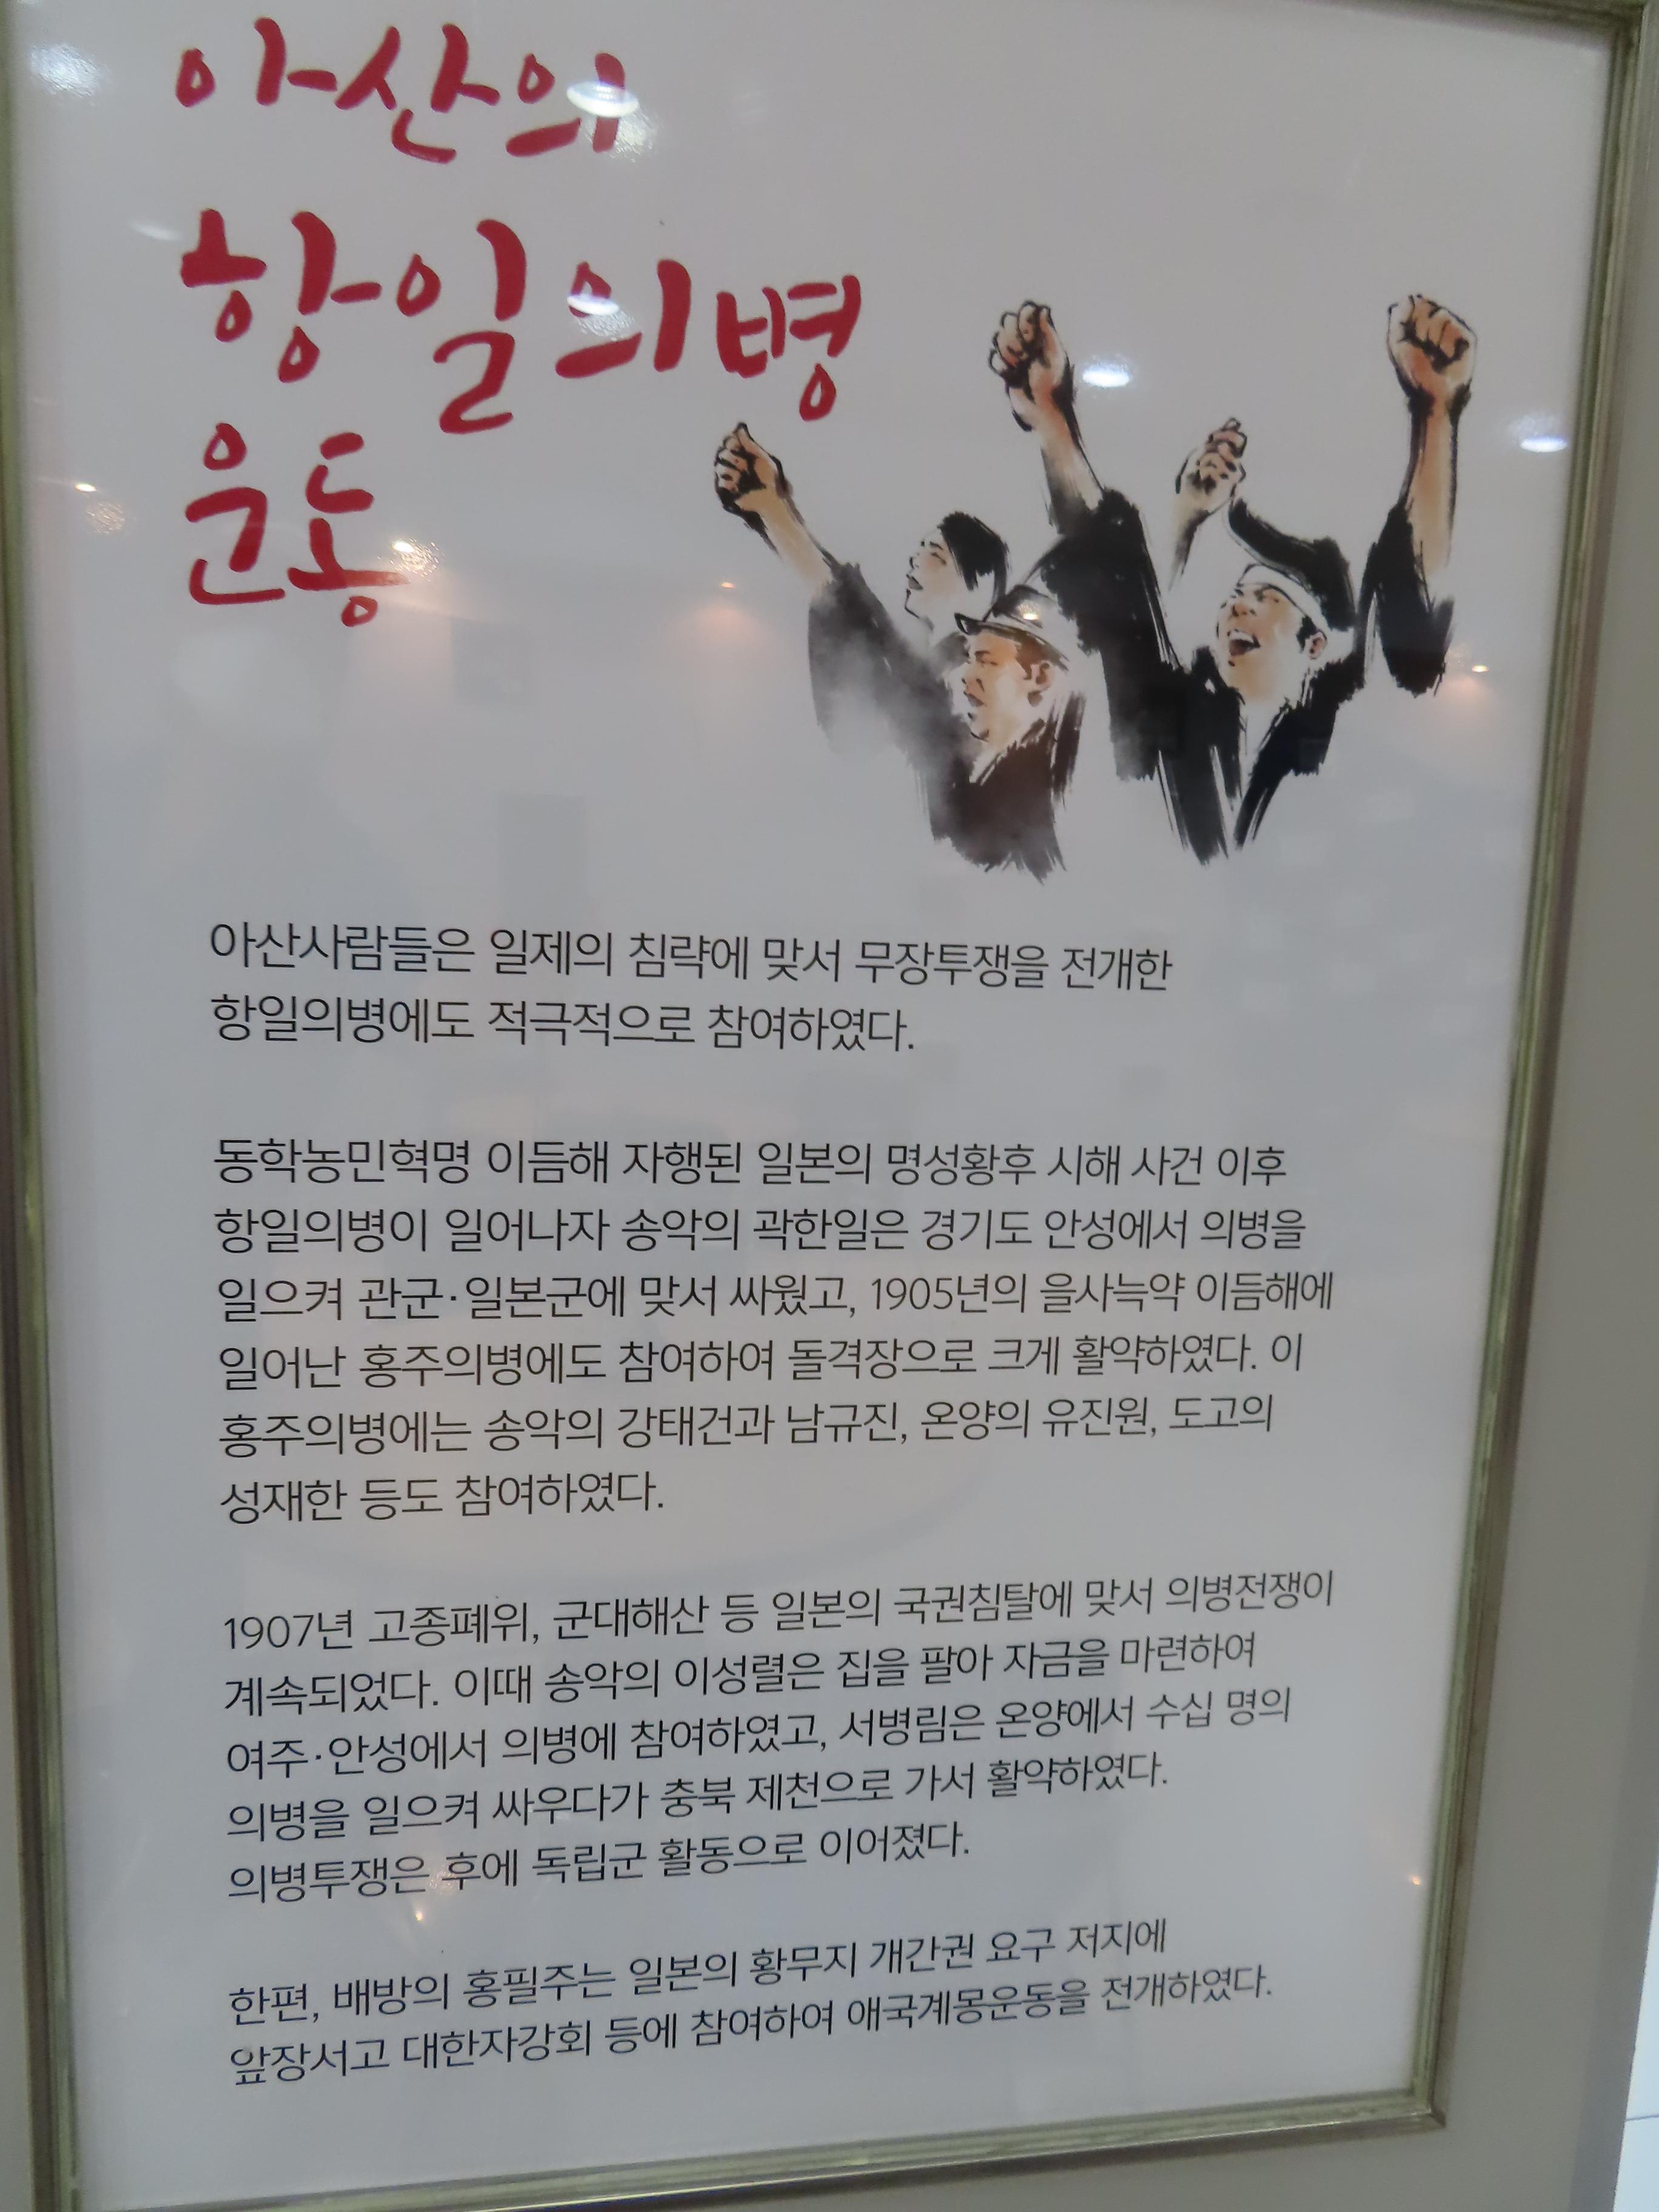 아산의
항일의병
운동
아산사람들은 일제의 침략에 맞서 무장투쟁을 전개한
항일의병에도 적극적으로 참여하였다.
동학농민혁명 이듬해 자행된 일본의 명성황후 시해 사건 이후
항일의병이 일어나자 송악의 곽한일은 경기도 안성에서 의병을
일으켜 관군·일본군에 맞서 싸웠고, 1905년의 을사늑약 이듬해에
일어난 홍주의병에도 참여하여 돌격장으로 크게 활약하였다. 이
홍주의병에는 송악의 강태건과 남규진, 온양의 유진원, 도고의
성재한 등도 참여하였다.
1907년 고종폐위, 군대해산 등 일본의 국권침탈에 맞서 의병전쟁이
계속되었다. 이때 송악의 이성렬은 집을 팔아 자금을 마련하여
여주·안성에서 의병에 참여하였고, 서병림은 온양에서 수십 명의
의병을 일으켜 싸우다가 충북 제천으로 가서 활약하였다.
의병투쟁은 후에 독립군 활동으로 이어졌다.
한편, 배방의 홍필주는 일본의 황무지 개간권 요구 저지에
앞장서고 대한자강회 등에 참여하여 애국계몽운동을 전개하였다.